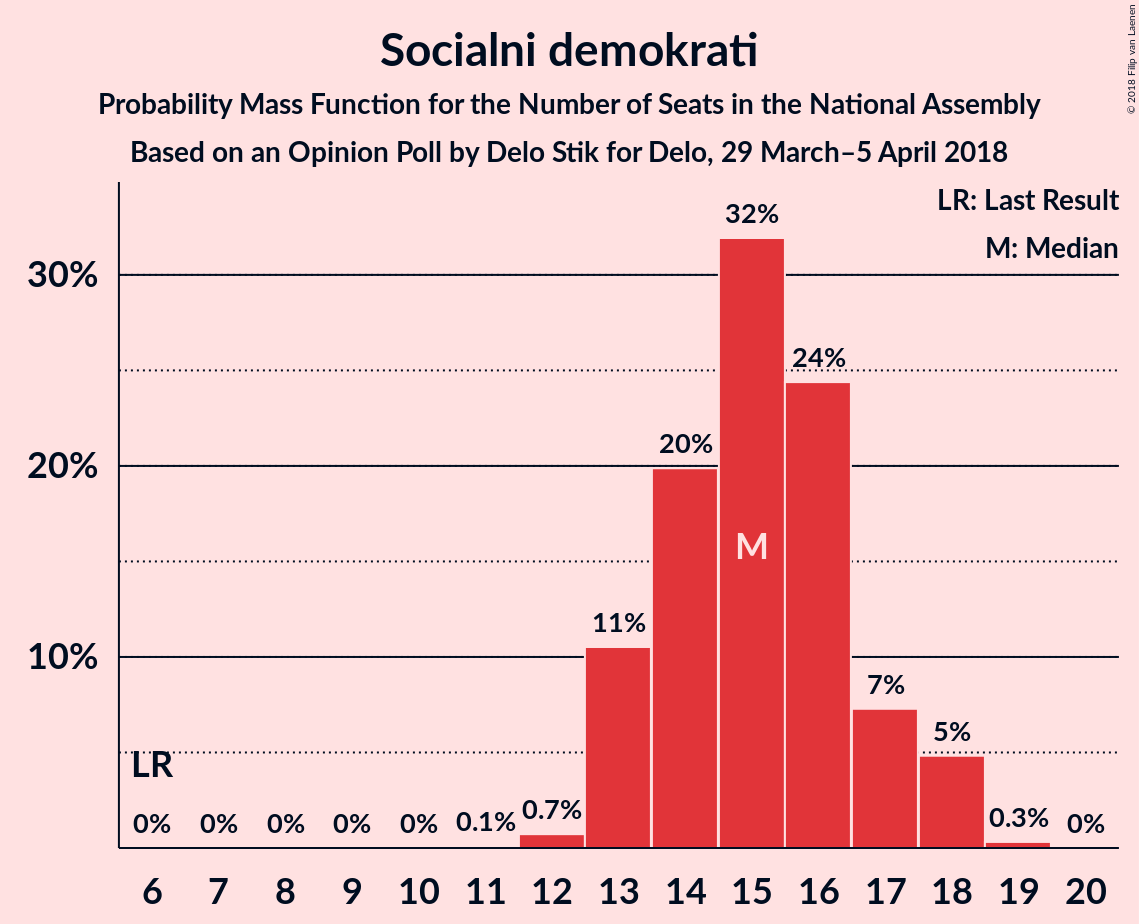 Socialni demokrati
Probability Mass Function for the Number of Seats in the National Assembly
Based on an Opinion Poll by Delo Stik for Delo, 29 March–5 April 2018
© 2018 Filip van Laenen
LR: Last Result
M: Median
30%
20%
10%
LR
M
0% 0% 0% 0% 0% 0.1% 0.7% 11% 20% 32% 24% 7% 5% 0.3% 0%
6 7 8 9 10 11 12 13 14 15 16 17 18 19 20